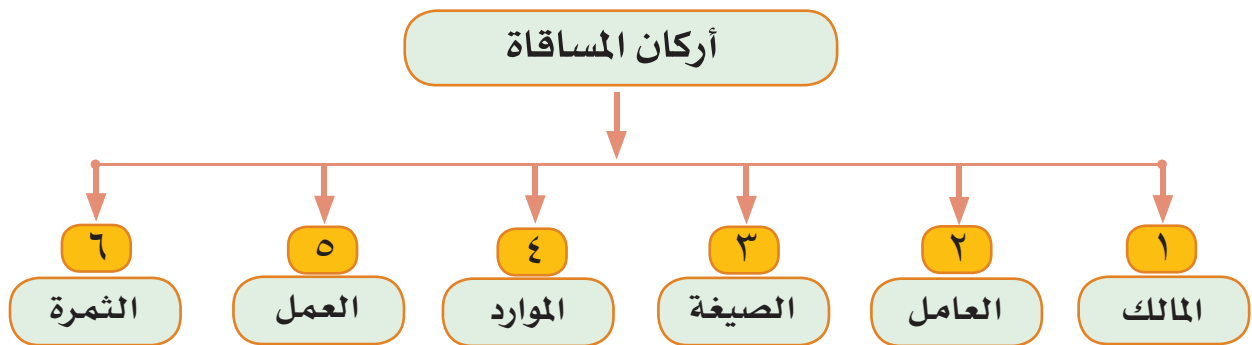 أركان المساقاة
١
المالك
٢
العامل
٣
الصيغة
٤
الموارد
٥
العمل
٦
الثمرة